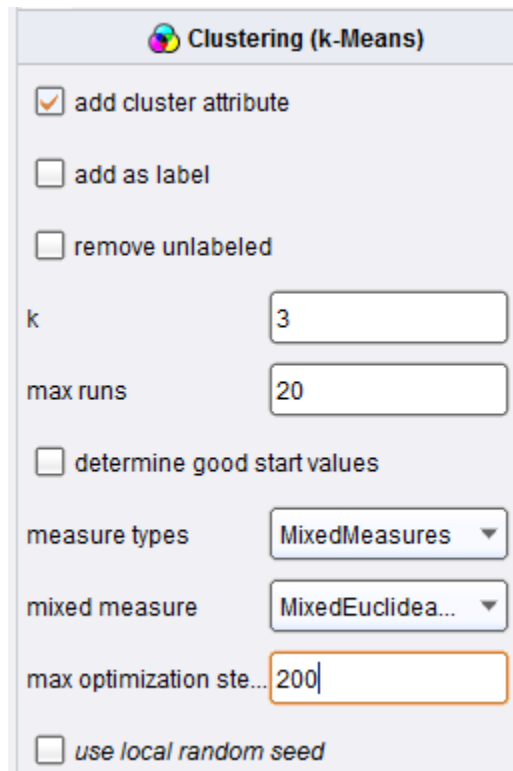 Clustering (k-Means)
add cluster attribute
add as label
remove unlabeled
k 3
max runs 20
determine good start values
measure types MixedMeasures
mixed measure MixedEuclidea...
max optimization ste... 200
use local random seed